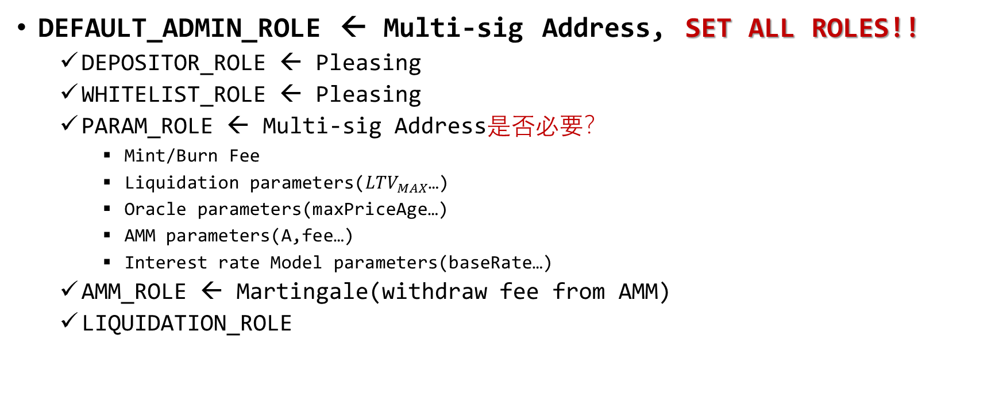 • DEFAULT_ADMIN_ROLE ← Multi-sig Address, SET ALL ROLES!!
✓ DEPOSITOR_ROLE ← Pleasing
✓ WHITELIST_ROLE ← Pleasing
✓ PARAM_ROLE ← Multi-sig Address是否必要?
▪ Mint/Burn Fee
▪ Liquidation parameters(LTV_MAX…)
▪ Oracle parameters(maxPriceAge…)
▪ AMM parameters(A,fee…)
▪ Interest rate Model parameters(baseRate…)
✓ AMM_ROLE ← Martingale(withdraw fee from AMM)
✓ LIQUIDATION_ROLE